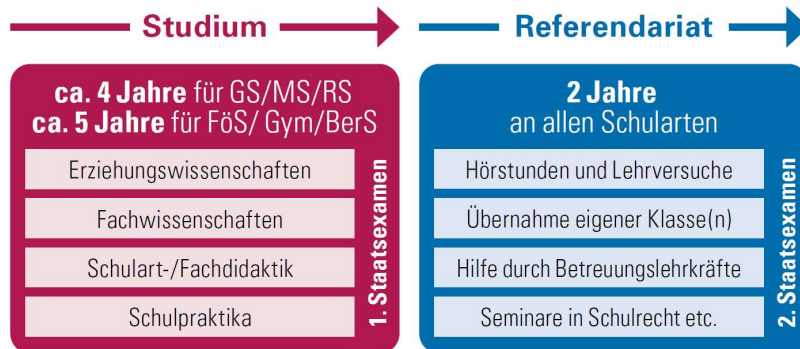 Studium
ca. 4 Jahre für GS/MS/RS
ca. 5 Jahre für FöS/ Gym/BerS
Erziehungswissenschaften
Fachwissenschaften
Schulart-/Fachdidaktik
Schulpraktika
1. Staatsexamen
Referendariat
2 Jahre
an allen Schularten
Hörstunden und Lehrversuche
Übernahme eigener Klasse(n)
Hilfe durch Betreuungslehrkräfte
Seminare in Schulrecht etc.
2. Staatsexamen